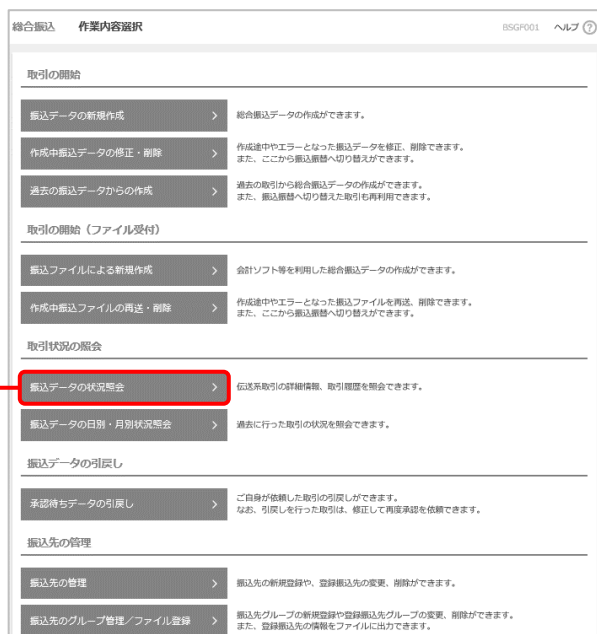 総合振込 作業内容選択 BSGF001 ヘルプ ?
取引の開始
振込データの新規作成 > 総合振込データの作成ができます。
作成中振込データの修正・削除 > 作成途中やエラーとなった振込データを修正、削除できます。
また、ここから振込振替へ切り替えができます。
過去の振込データからの作成 > 過去の取引から総合振込データの作成ができます。
また、振込振替へ切り替えた取引も再利用できます。
取引の開始（ファイル受付）
振込ファイルによる新規作成 > 会計ソフト等を利用した総合振込データの作成ができます。
作成中振込ファイルの再送・削除 > 作成途中やエラーとなった振込ファイルを再送、削除できます。
また、ここから振込振替へ切り替えができます。
取引状況の照会
振込データの状況照会 > 伝送系取引の詳細情報、取引履歴を照会できます。
振込データの日別・月別状況照会 > 過去に行った取引の状況を照会できます。
振込データの引戻し
承認待ちデータの引戻し > ご自身が依頼した取引の引戻しができます。
なお、引戻しを行った取引は、修正して再度承認を依頼できます。
振込先の管理
振込先の管理 > 振込先の新規登録や、登録振込先の変更、削除ができます。
振込先のグループ管理／ファイル登録 > 振込先グループの新規登録や登録振込先グループの変更、削除ができます。
また、登録振込先の情報をファイルに出力できます。